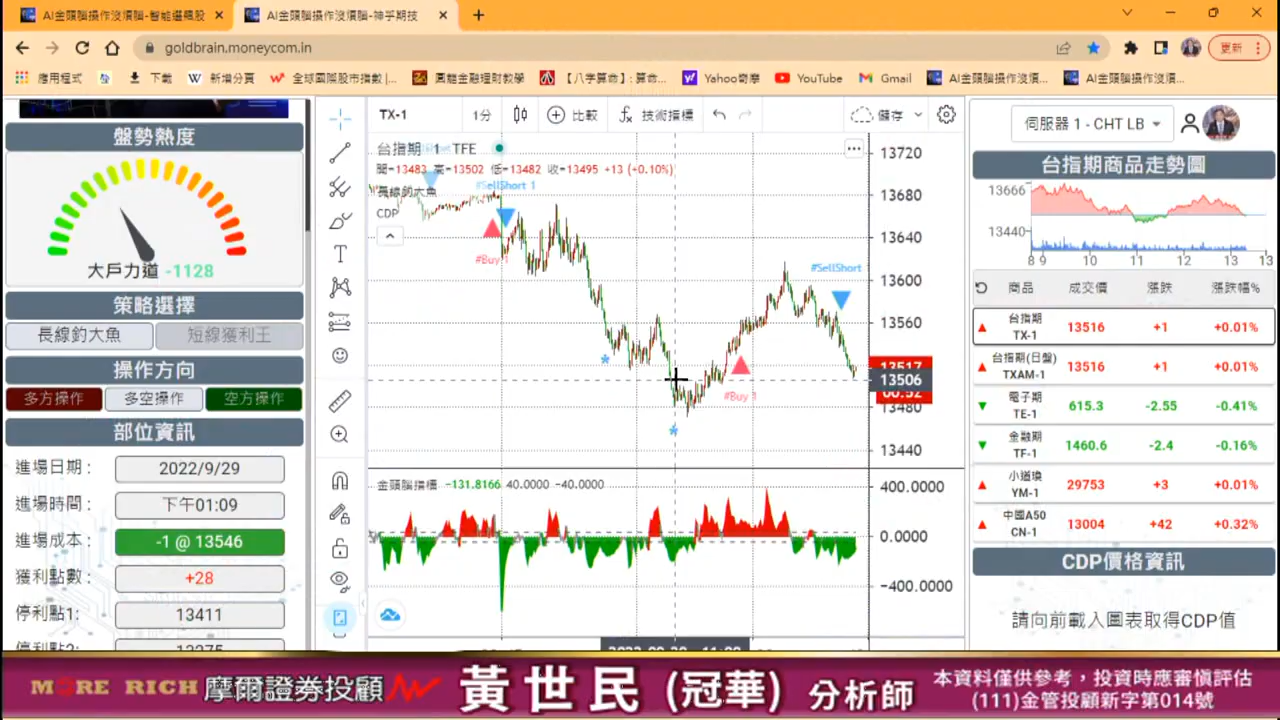 AI金頭腦操作沒煩腦-智能選飆股
AI金頭腦操作沒煩腦-神乎期技
goldbrain.moneycom.in
更新
應用程式
下載
新增分頁
全球國際股市指數 |...
圓龍金融理財教學
【八字算命】: 算命...
Yahoo奇摩
YouTube
Gmail
AI金頭腦操作沒煩...
AI金頭腦操作沒煩...
盤勢熱度
大戶力道 -1128
策略選擇
長線釣大魚
短線獲利王
操作方向
多方操作
多空操作
空方操作
部位資訊
進場日期 : 2022/9/29
進場時間 : 下午01:09
進場成本 : -1 @ 13546
獲利點數 : +28
停利點1 : 13411
停利點2 : 13275
TX-1
1分
比較
技術指標
儲存
台指期 1 TFE
開=13483 高=13502 低=13482 收=13495 +13 (+0.10%)
長線釣大魚
CDP
#SellShort 1
#Buy 1
#SellShort
#Buy 1
13720
13680
13640
13600
13560
13517
13506
00:52
13480
13440
金頭腦指標 -131.8166 40.0000 -40.0000
400.0000
0.0000
-400.0000
伺服器 1 - CHT LB
台指期商品走勢圖
13666
13440
8 9 10 11 12 13 13
商品 成交價 漲跌 漲跌幅%
台指期
TX-1 13516 +1 +0.01%
台指期(日盤)
TXAM-1 13516 +1 +0.01%
電子期
TE-1 615.3 -2.55 -0.41%
金融期
TF-1 1460.6 -2.4 -0.16%
小道瓊
YM-1 29753 +3 +0.01%
中國A50
CN-1 13004 +42 +0.32%
CDP價格資訊
請向前載入圖表取得CDP值
MORE RICH 摩爾證券投顧
黃世民 (冠華) 分析師
本資料僅供參考，投資時應審慎評估
(111)金管投顧新字第014號